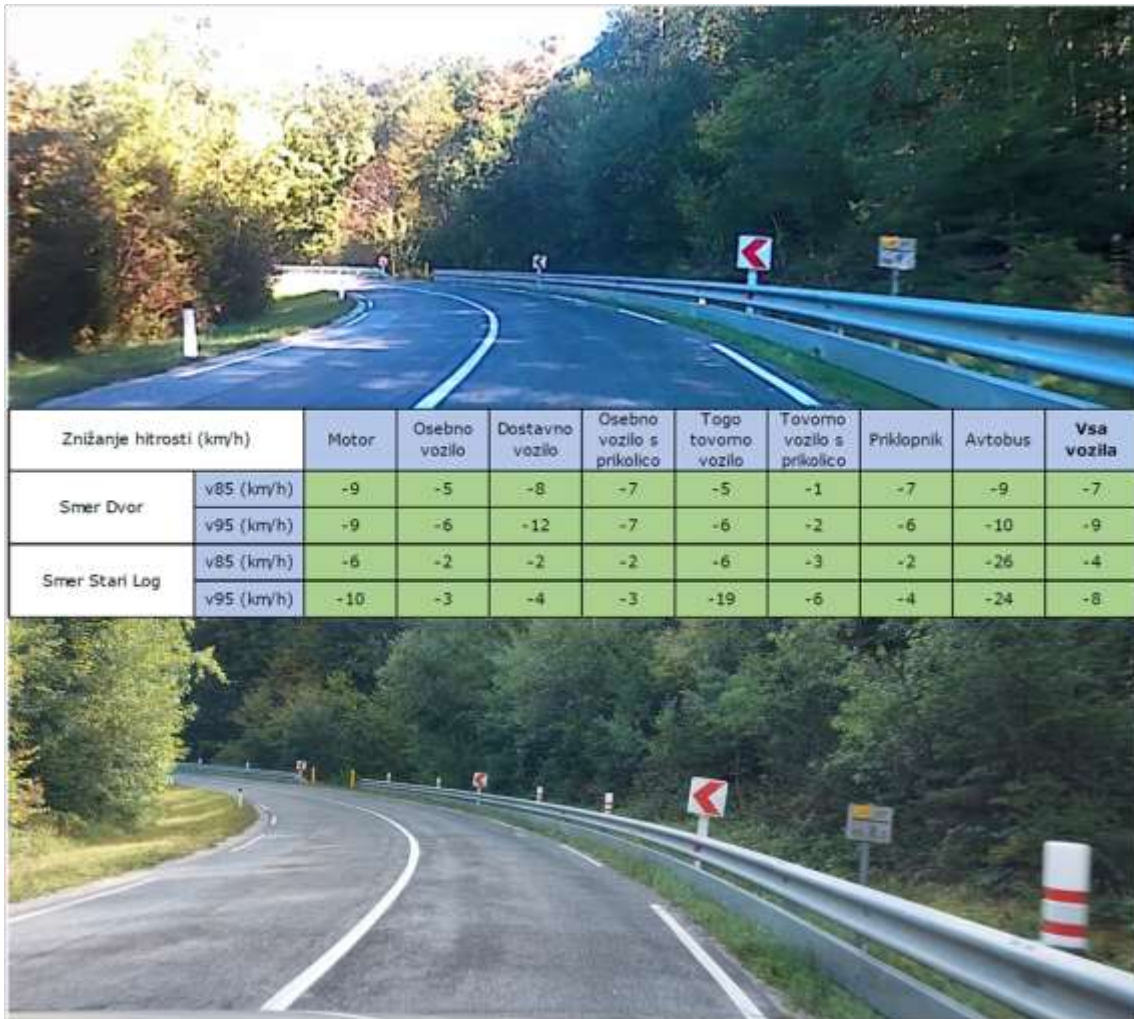 Znižanje hitrosti (km/h) Motor Osebno vozilo Dostavno vozilo Osebno vozilo s prikolico Togo tovorno vozilo Tovorno vozilo s prikolico Priklopnik Avtobus Vsa vozila
Smer Dvor v85 (km/h) -9 -5 -8 -7 -5 -1 -7 -9 -7
v95 (km/h) -9 -6 -12 -7 -6 -2 -6 -10 -9
Smer Stari Log v85 (km/h) -6 -2 -2 -2 -6 -3 -2 -26 -4
v95 (km/h) -10 -3 -4 -3 -19 -6 -4 -24 -8